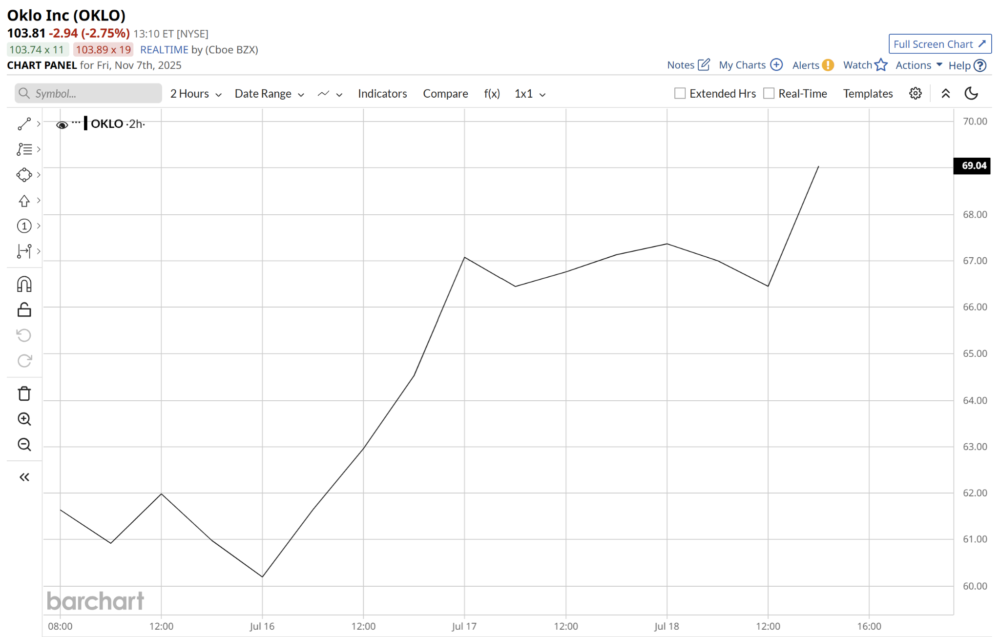 Oklo Inc (OKLO)
103.81 -2.94 (-2.75%) 13:10 ET [NYSE]
103.74 x 11 103.89 x 19 REALTIME by (Cboe BZX)
Full Screen Chart
CHART PANEL for Fri, Nov 7th, 2025
Notes My Charts Alerts Watch Actions Help
Symbol... 2 Hours Date Range Indicators Compare f(x) 1x1 Extended Hrs Real-Time Templates
OKLO ·2h·
70.00
69.04
68.00
1
67.00
66.00
65.00
64.00
63.00
62.00
61.00
60.00
barchart
08:00 12:00 Jul 16 12:00 Jul 17 12:00 Jul 18 12:00 16:00